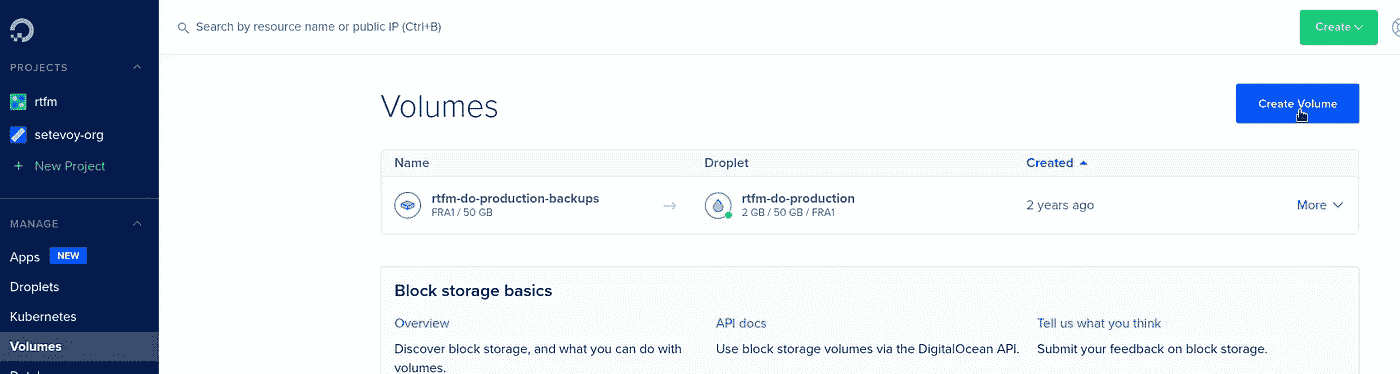 Search by resource name or public IP (Ctrl+B)
Create
PROJECTS
rtfm
setevoy-org
+ New Project
MANAGE
Apps NEW
Droplets
Kubernetes
Volumes
Volumes
Create Volume
Name Droplet Created
rtfm-do-production-backups
FRA1 / 50 GB
rtfm-do-production
2 GB / 50 GB / FRA1
2 years ago
More
Block storage basics
Overview
Discover block storage, and what you can do with
volumes.
API docs
Use block storage volumes via the DigitalOcean API.
Tell us what you think
Submit your feedback on block storage.